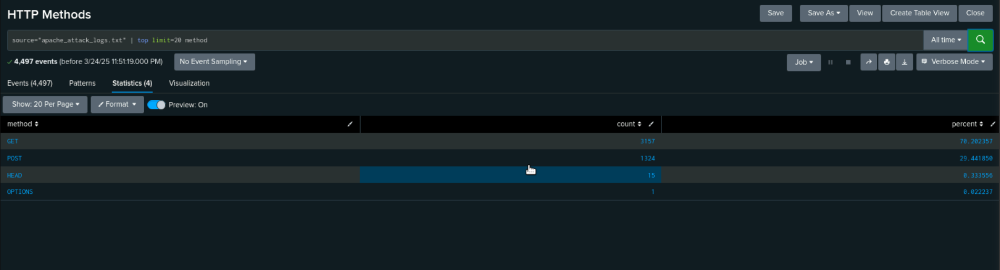 HTTP Methods
Save Save As View Create Table View Close
source="apache_attack_logs.txt" | top limit=20 method
All time
4,497 events (before 3/24/25 11:51:19.000 PM) No Event Sampling
Job Verbose Mode
Events (4,497) Patterns Statistics (4) Visualization
Show: 20 Per Page Format Preview: On
method count percent
GET 3157 70.202357
POST 1324 29.441850
HEAD 15 0.333556
OPTIONS 1 0.022237